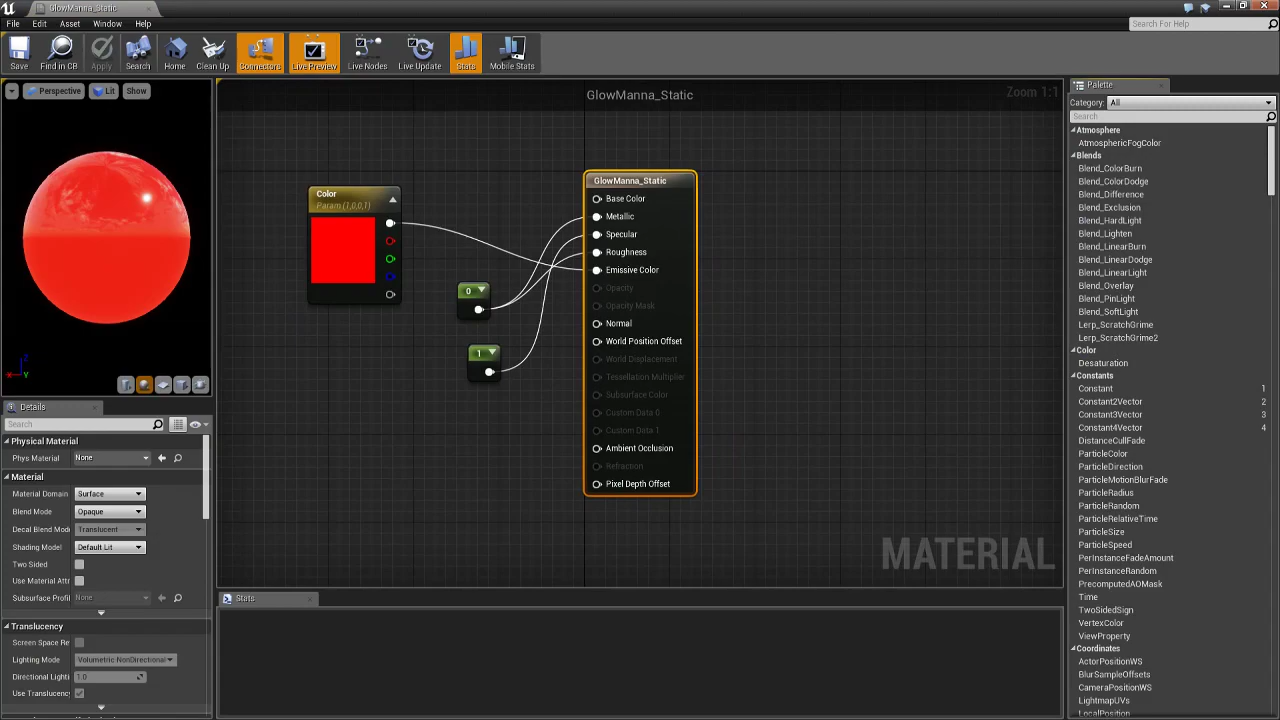 GlowManna_Static
File Edit Asset Window Help
Search For Help
Save Find in CB Apply Search Home Clean Up Connectors Live Preview Live Nodes Live Update Stats Mobile Stats
Perspective Lit Show
GlowManna_Static
Zoom 1:1
Color
Param (1,0,0,1)
0
1
GlowManna_Static
Base Color
Metallic
Specular
Roughness
Emissive Color
Opacity
Opacity Mask
Normal
World Position Offset
World Displacement
Tessellation Multiplier
Subsurface Color
Custom Data 0
Custom Data 1
Ambient Occlusion
Refraction
Pixel Depth Offset
MATERIAL
Details
Search
Physical Material
Phys Material None
Material
Material Domain Surface
Blend Mode Opaque
Decal Blend Mod Translucent
Shading Model Default Lit
Two Sided
Use Material Attr
Subsurface Profi None
Translucency
Screen Space Re
Lighting Mode Volumetric NonDirectional
Directional Lighti 1.0
Use Translucency
Stats
Palette
Category: All
Search
Atmosphere
AtmosphericFogColor
Blends
Blend_ColorBurn
Blend_ColorDodge
Blend_Difference
Blend_Exclusion
Blend_HardLight
Blend_Lighten
Blend_LinearBurn
Blend_LinearDodge
Blend_LinearLight
Blend_Overlay
Blend_PinLight
Blend_Screen
Blend_SoftLight
Lerp_ScratchGrime
Lerp_ScratchGrime2
Color
Desaturation
Constants
Constant 1
Constant2Vector 2
Constant3Vector 3
Constant4Vector 4
DistanceCullFade
ParticleColor
ParticleDirection
ParticleMotionBlurFade
ParticleRadius
ParticleRandom
ParticleRelativeTime
ParticleSize
ParticleSpeed
PerInstanceFadeAmount
PerInstanceRandom
PrecomputedAOMask
Time
TwoSidedSign
VertexColor
ViewProperty
Coordinates
ActorPositionWS
BlurSampleOffsets
CameraPositionWS
LightmapUVs
LocalPosition